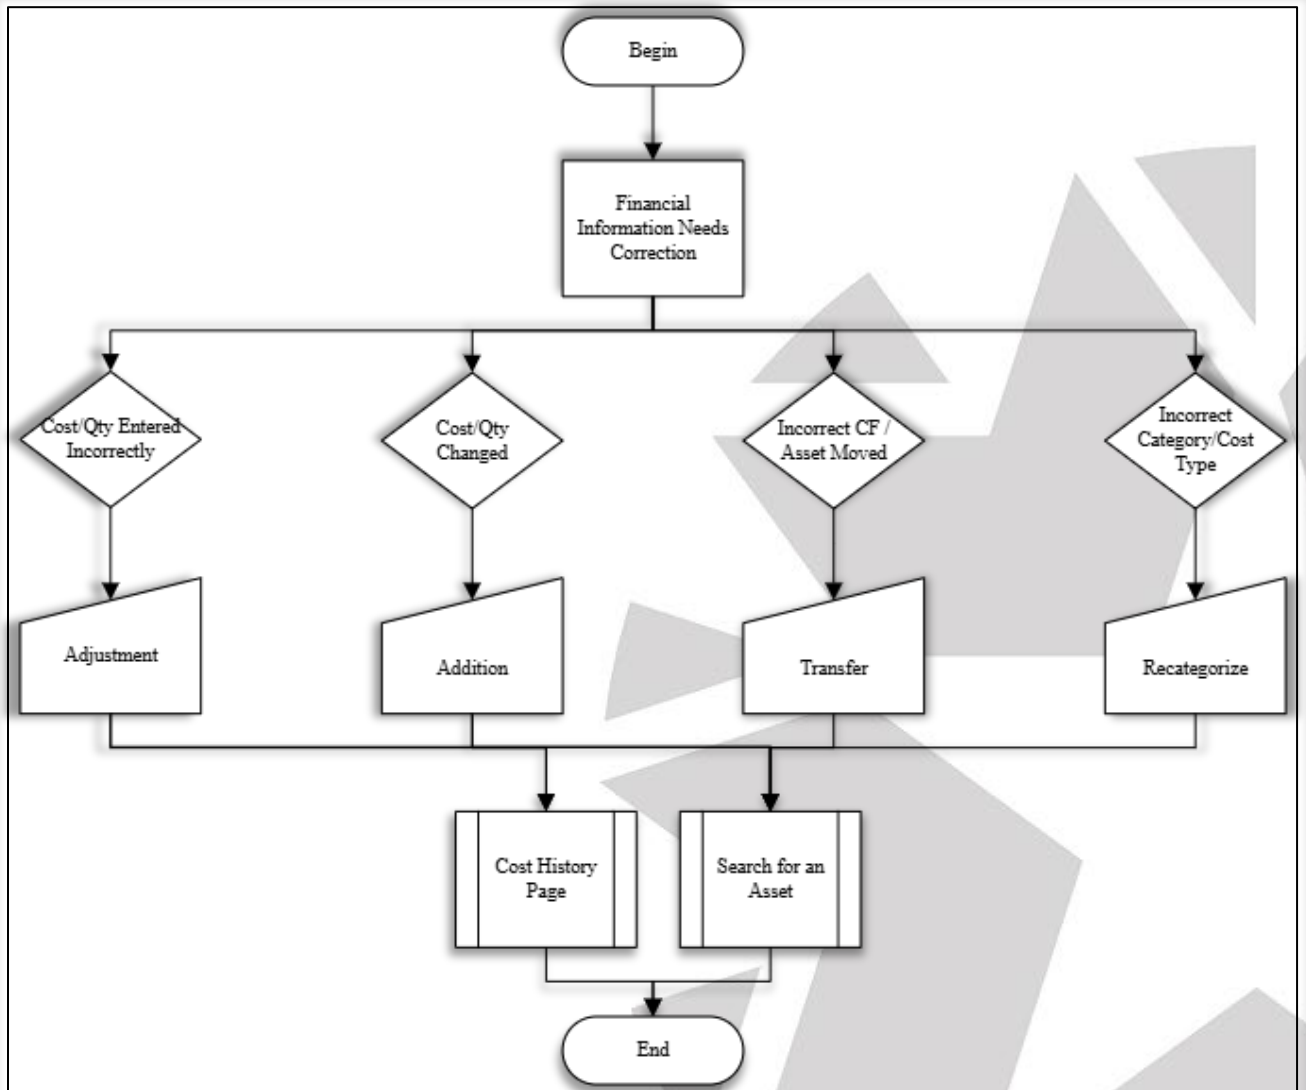 Begin
Financial
Information Needs
Correction
Cost/Qty Entered
Incorrectly
Cost/Qty
Changed
Incorrect CF /
Asset Moved
Incorrect
Category/Cost
Type
Adjustment
Addition
Transfer
Recategorize
Cost History
Page
Search for an
Asset
End